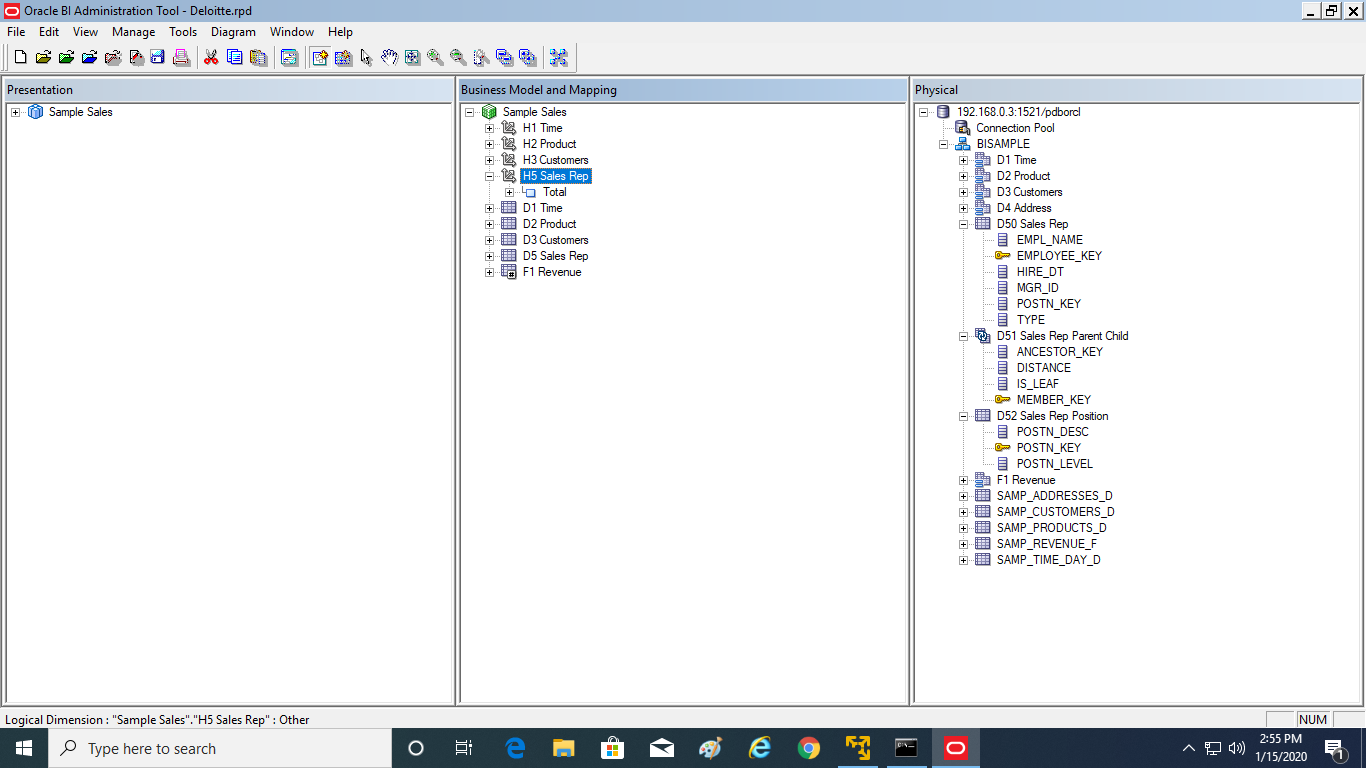 Oracle BI Administration Tool - Deloitte.rpd
File Edit View Manage Tools Diagram Window Help
Presentation
Sample Sales
Business Model and Mapping
Sample Sales
H1 Time
H2 Product
H3 Customers
H5 Sales Rep
Total
D1 Time
D2 Product
D3 Customers
D5 Sales Rep
F1 Revenue
Physical
192.168.0.3:1521/pdborcl
Connection Pool
BISAMPLE
D1 Time
D2 Product
D3 Customers
D4 Address
D50 Sales Rep
EMPL_NAME
EMPLOYEE_KEY
HIRE_DT
MGR_ID
POSTN_KEY
TYPE
D51 Sales Rep Parent Child
ANCESTOR_KEY
DISTANCE
IS_LEAF
MEMBER_KEY
D52 Sales Rep Position
POSTN_DESC
POSTN_KEY
POSTN_LEVEL
F1 Revenue
SAMP_ADDRESSES_D
SAMP_CUSTOMERS_D
SAMP_PRODUCTS_D
SAMP_REVENUE_F
SAMP_TIME_DAY_D
Logical Dimension : "Sample Sales"."H5 Sales Rep" : Other
NUM
Type here to search
2:55 PM
1/15/2020
1